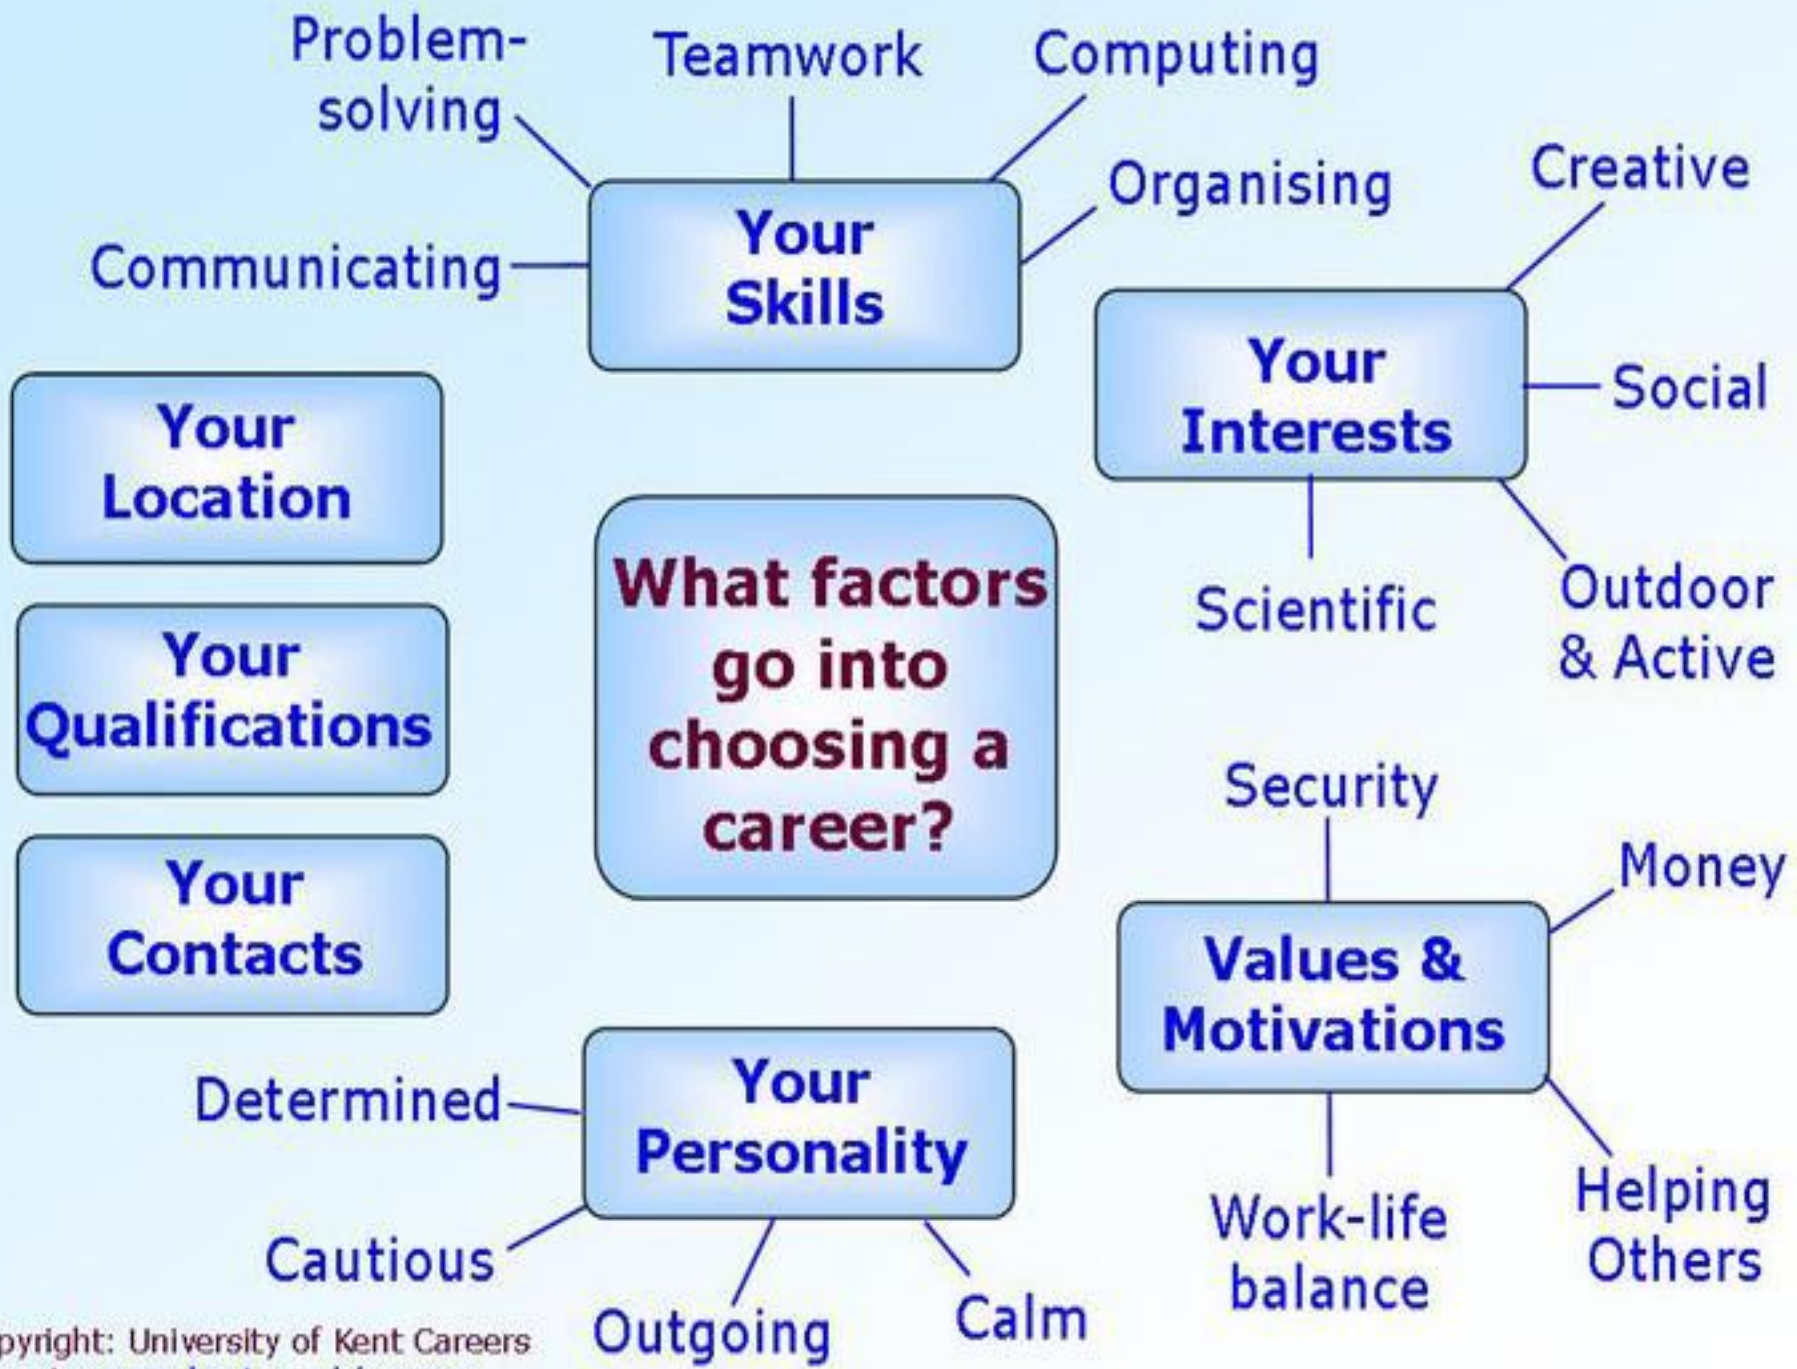 Problem-
solving
Teamwork
Computing
Organising
Communicating
Your
Skills
Creative
Your
Interests
Social
Scientific
Outdoor
& Active
Your
Location
Your
Qualifications
Your
Contacts
What factors
go into
choosing a
career?
Security
Money
Values &
Motivations
Work-life
balance
Helping
Others
Determined
Your
Personality
Cautious
Outgoing
Calm
pyright: University of Kent Careers